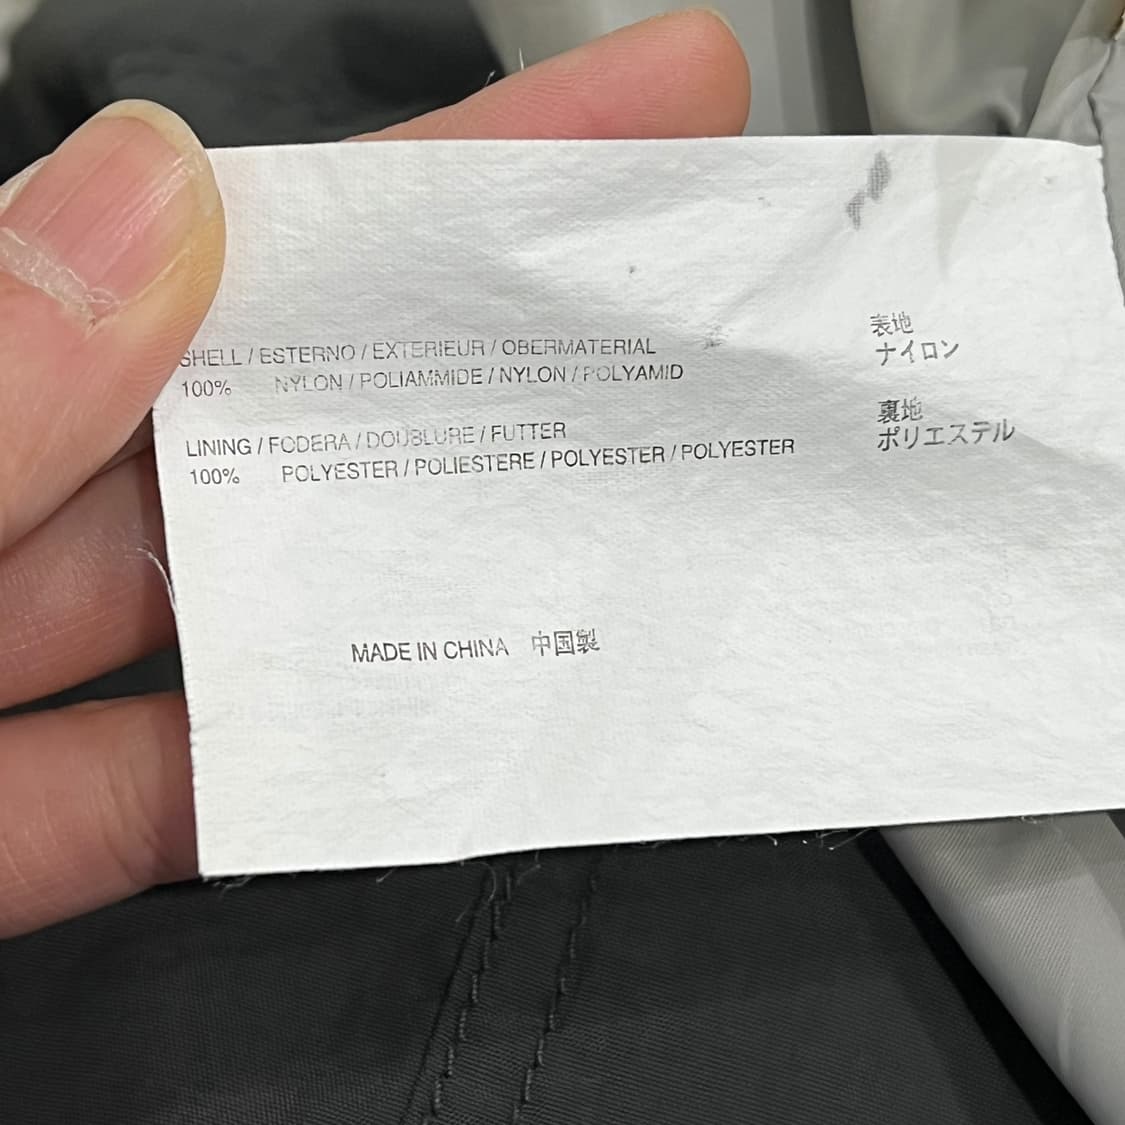 SHELL / ESTERNO / EXTERIEUR / OBERMATERIAL
100% NYLON / POLIAMMIDE / NYLON / POLYAMID
LINING / FODERA / DOUBLURE / FUTTER
100% POLYESTER / POLIESTERE / POLYESTER / POLYESTER
表地
ナイロン
裏地
ポリエステル
MADE IN CHINA 中国製